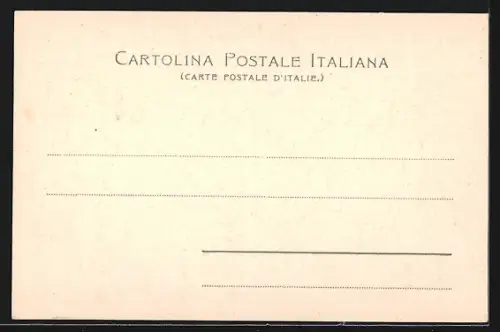 Cartolina Postale Italiana
(CARTE POSTALE D'ITALIE.)